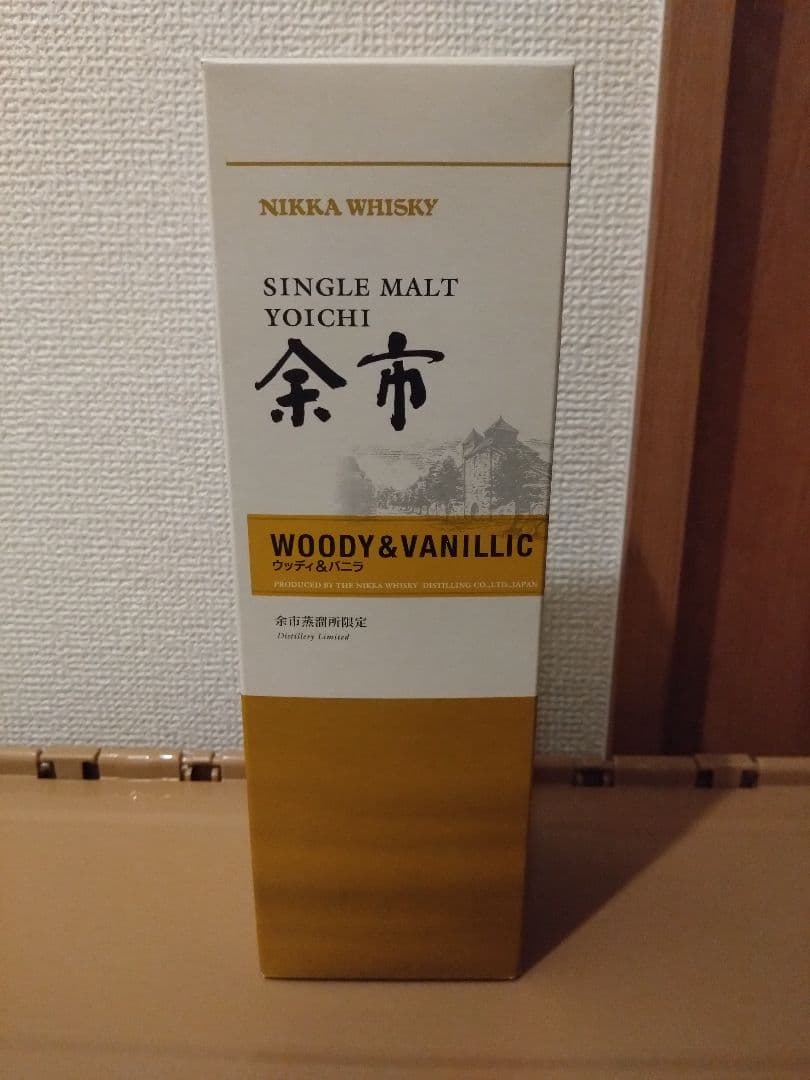 NIKKA WHISKY
SINGLE MALT
YOICHI
余市
WOODY&VANILLIC
ウッディ&バニラ
PRODUCED BY THE NIKKA WHISKY DISTILLING CO.,LTD.,JAPAN
余市蒸溜所限定
Distillery Limited